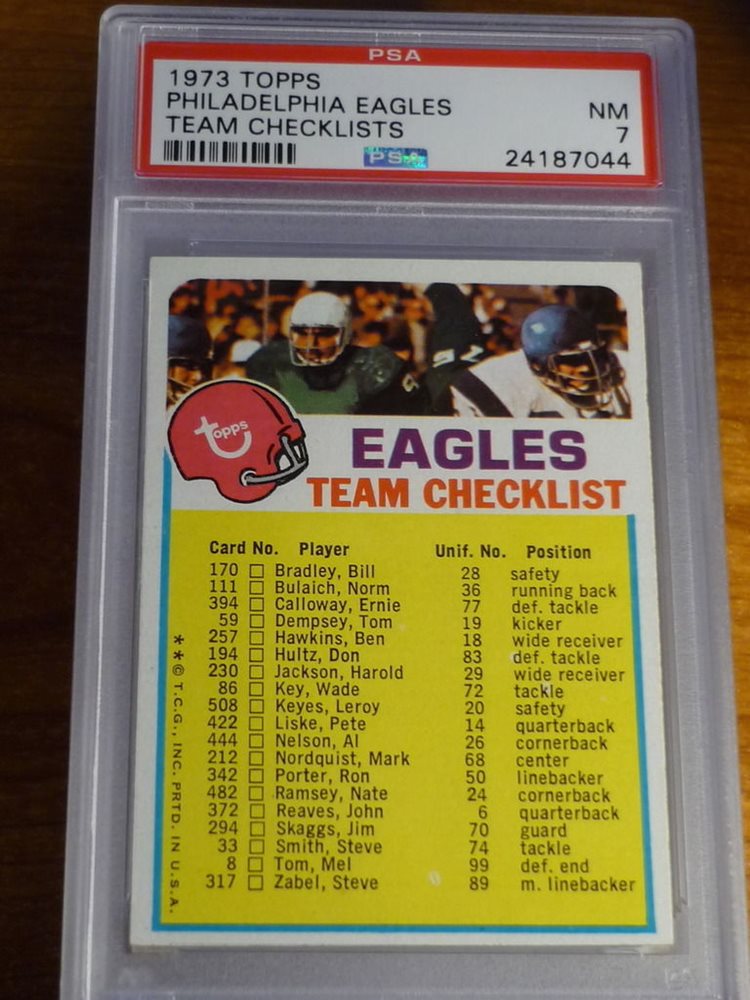 PSA
1973 TOPPS
PHILADELPHIA EAGLES NM
TEAM CHECKLISTS 7
PSA 24187044
topps
EAGLES
TEAM CHECKLIST
Card No. Player Unif. No. Position
170 □ Bradley, Bill 28 safety
111 □ Bulaich, Norm 36 running back
394 □ Calloway, Ernie 77 def. tackle
59 □ Dempsey, Tom 19 kicker
257 □ Hawkins, Ben 18 wide receiver
194 □ Hultz, Don 83 def. tackle
230 □ Jackson, Harold 29 wide receiver
86 □ Key, Wade 72 tackle
508 □ Keyes, Leroy 20 safety
422 □ Liske, Pete 14 quarterback
444 □ Nelson, Al 26 cornerback
212 □ Nordquist, Mark 68 center
342 □ Porter, Ron 50 linebacker
482 □ Ramsey, Nate 24 cornerback
372 □ Reaves, John 6 quarterback
294 □ Skaggs, Jim 70 guard
33 □ Smith, Steve 74 tackle
8 □ Tom, Mel 99 def. end
317 □ Zabel, Steve 89 m. linebacker
**© T.C.G., INC. PRTD. IN U.S.A.